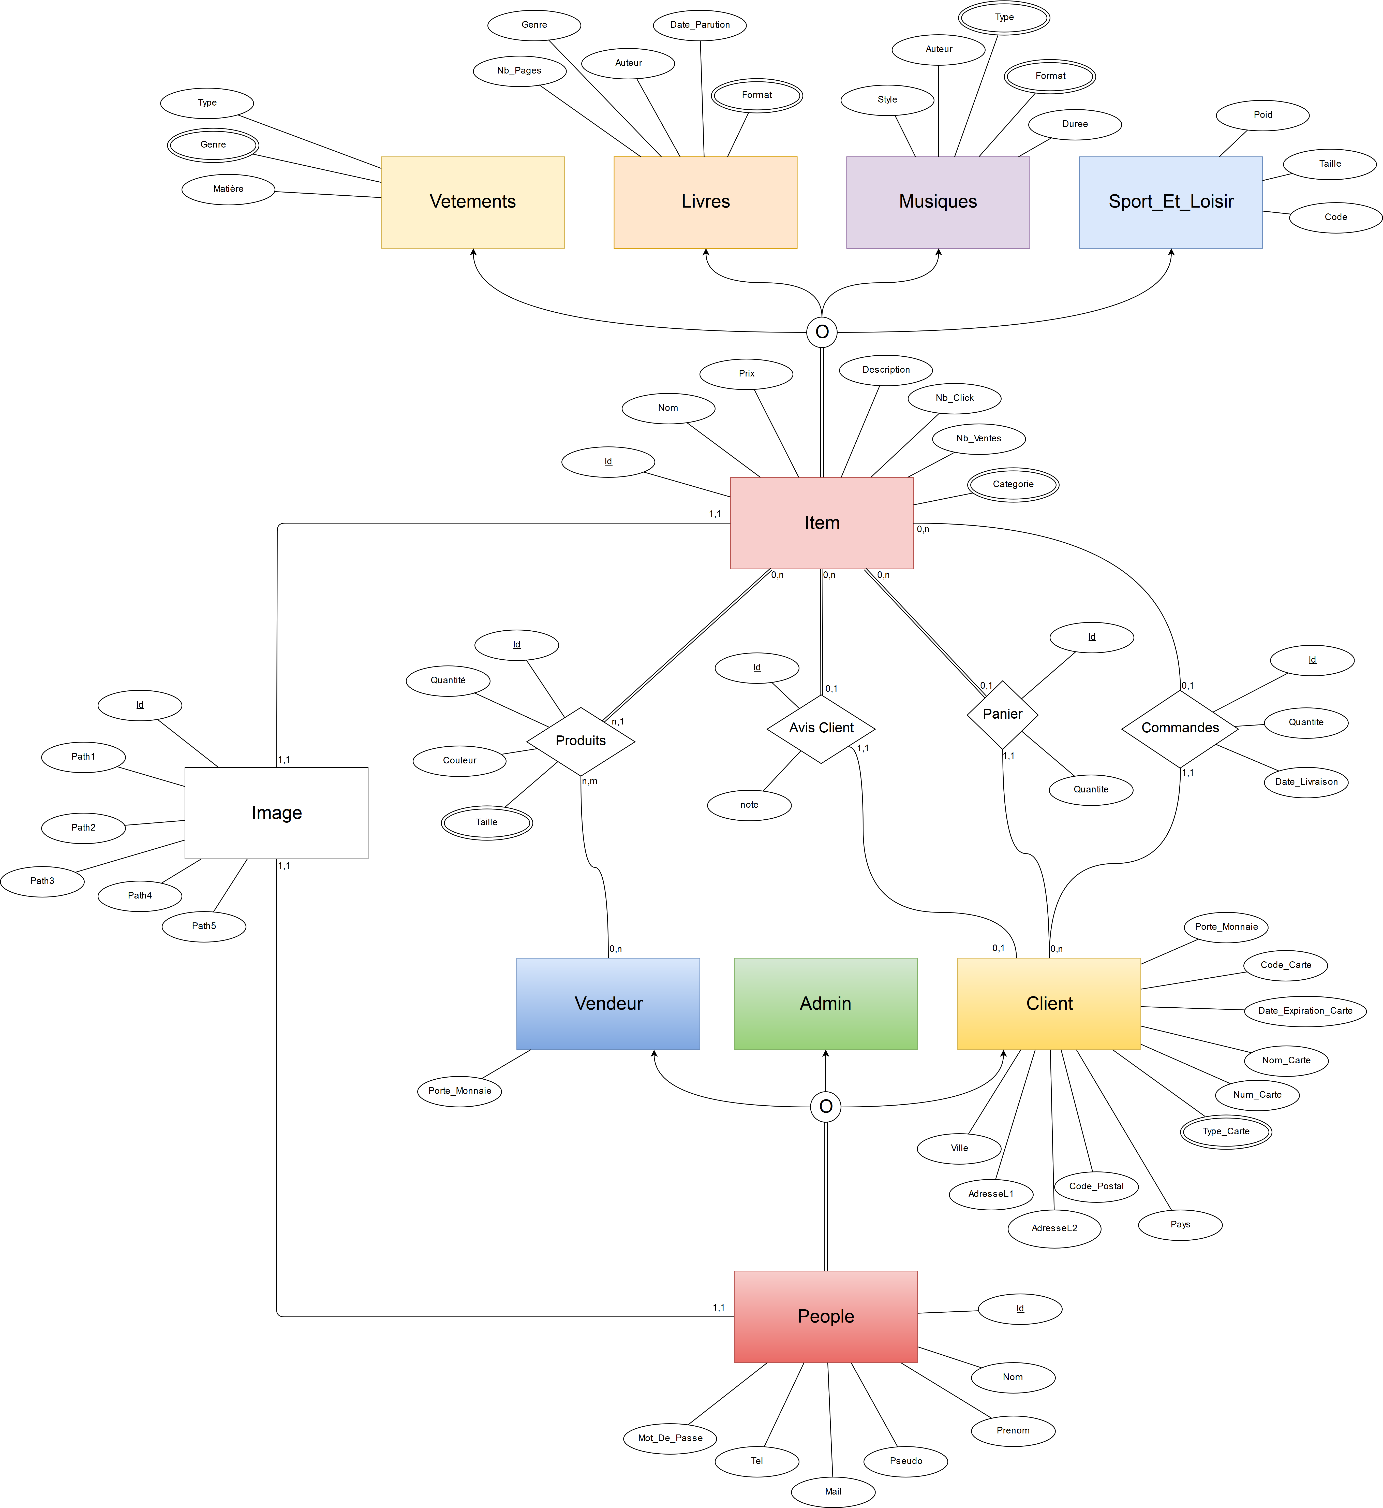 Type
Genre
Date_Parution
Auteur
Auteur
Nb_Pages
Format
Format
Style
Type
Duree
Poid
Genre
Taille
Matière
Code
Vetements
Livres
Musiques
Sport_Et_Loisir
O
Description
Prix
Nb_Click
Nom
Nb_Ventes
Id
Categorie
1,1
Item
0,n
0,n
0,n
0,n
Id
Id
Id
Id
Quantité
0,1
0,1
0,1
Id
n,1
Panier
Quantite
Produits
Avis Client
Commandes
Path1
1,1
Couleur
1,1
1,1
1,1
n,m
Date_Livraison
Quantite
note
Image
Taille
Path2
1,1
Path3
Path4
Path5
Porte_Monnaie
0,n
0,1
0,n
Code_Carte
Vendeur
Admin
Client
Date_Expiration_Carte
Nom_Carte
Porte_Monnaie
Num_Carte
O
Type_Carte
Ville
Code_Postal
AdresseL1
AdresseL2
Pays
1,1
People
Id
Nom
Mot_De_Passe
Prenom
Tel
Pseudo
Mail